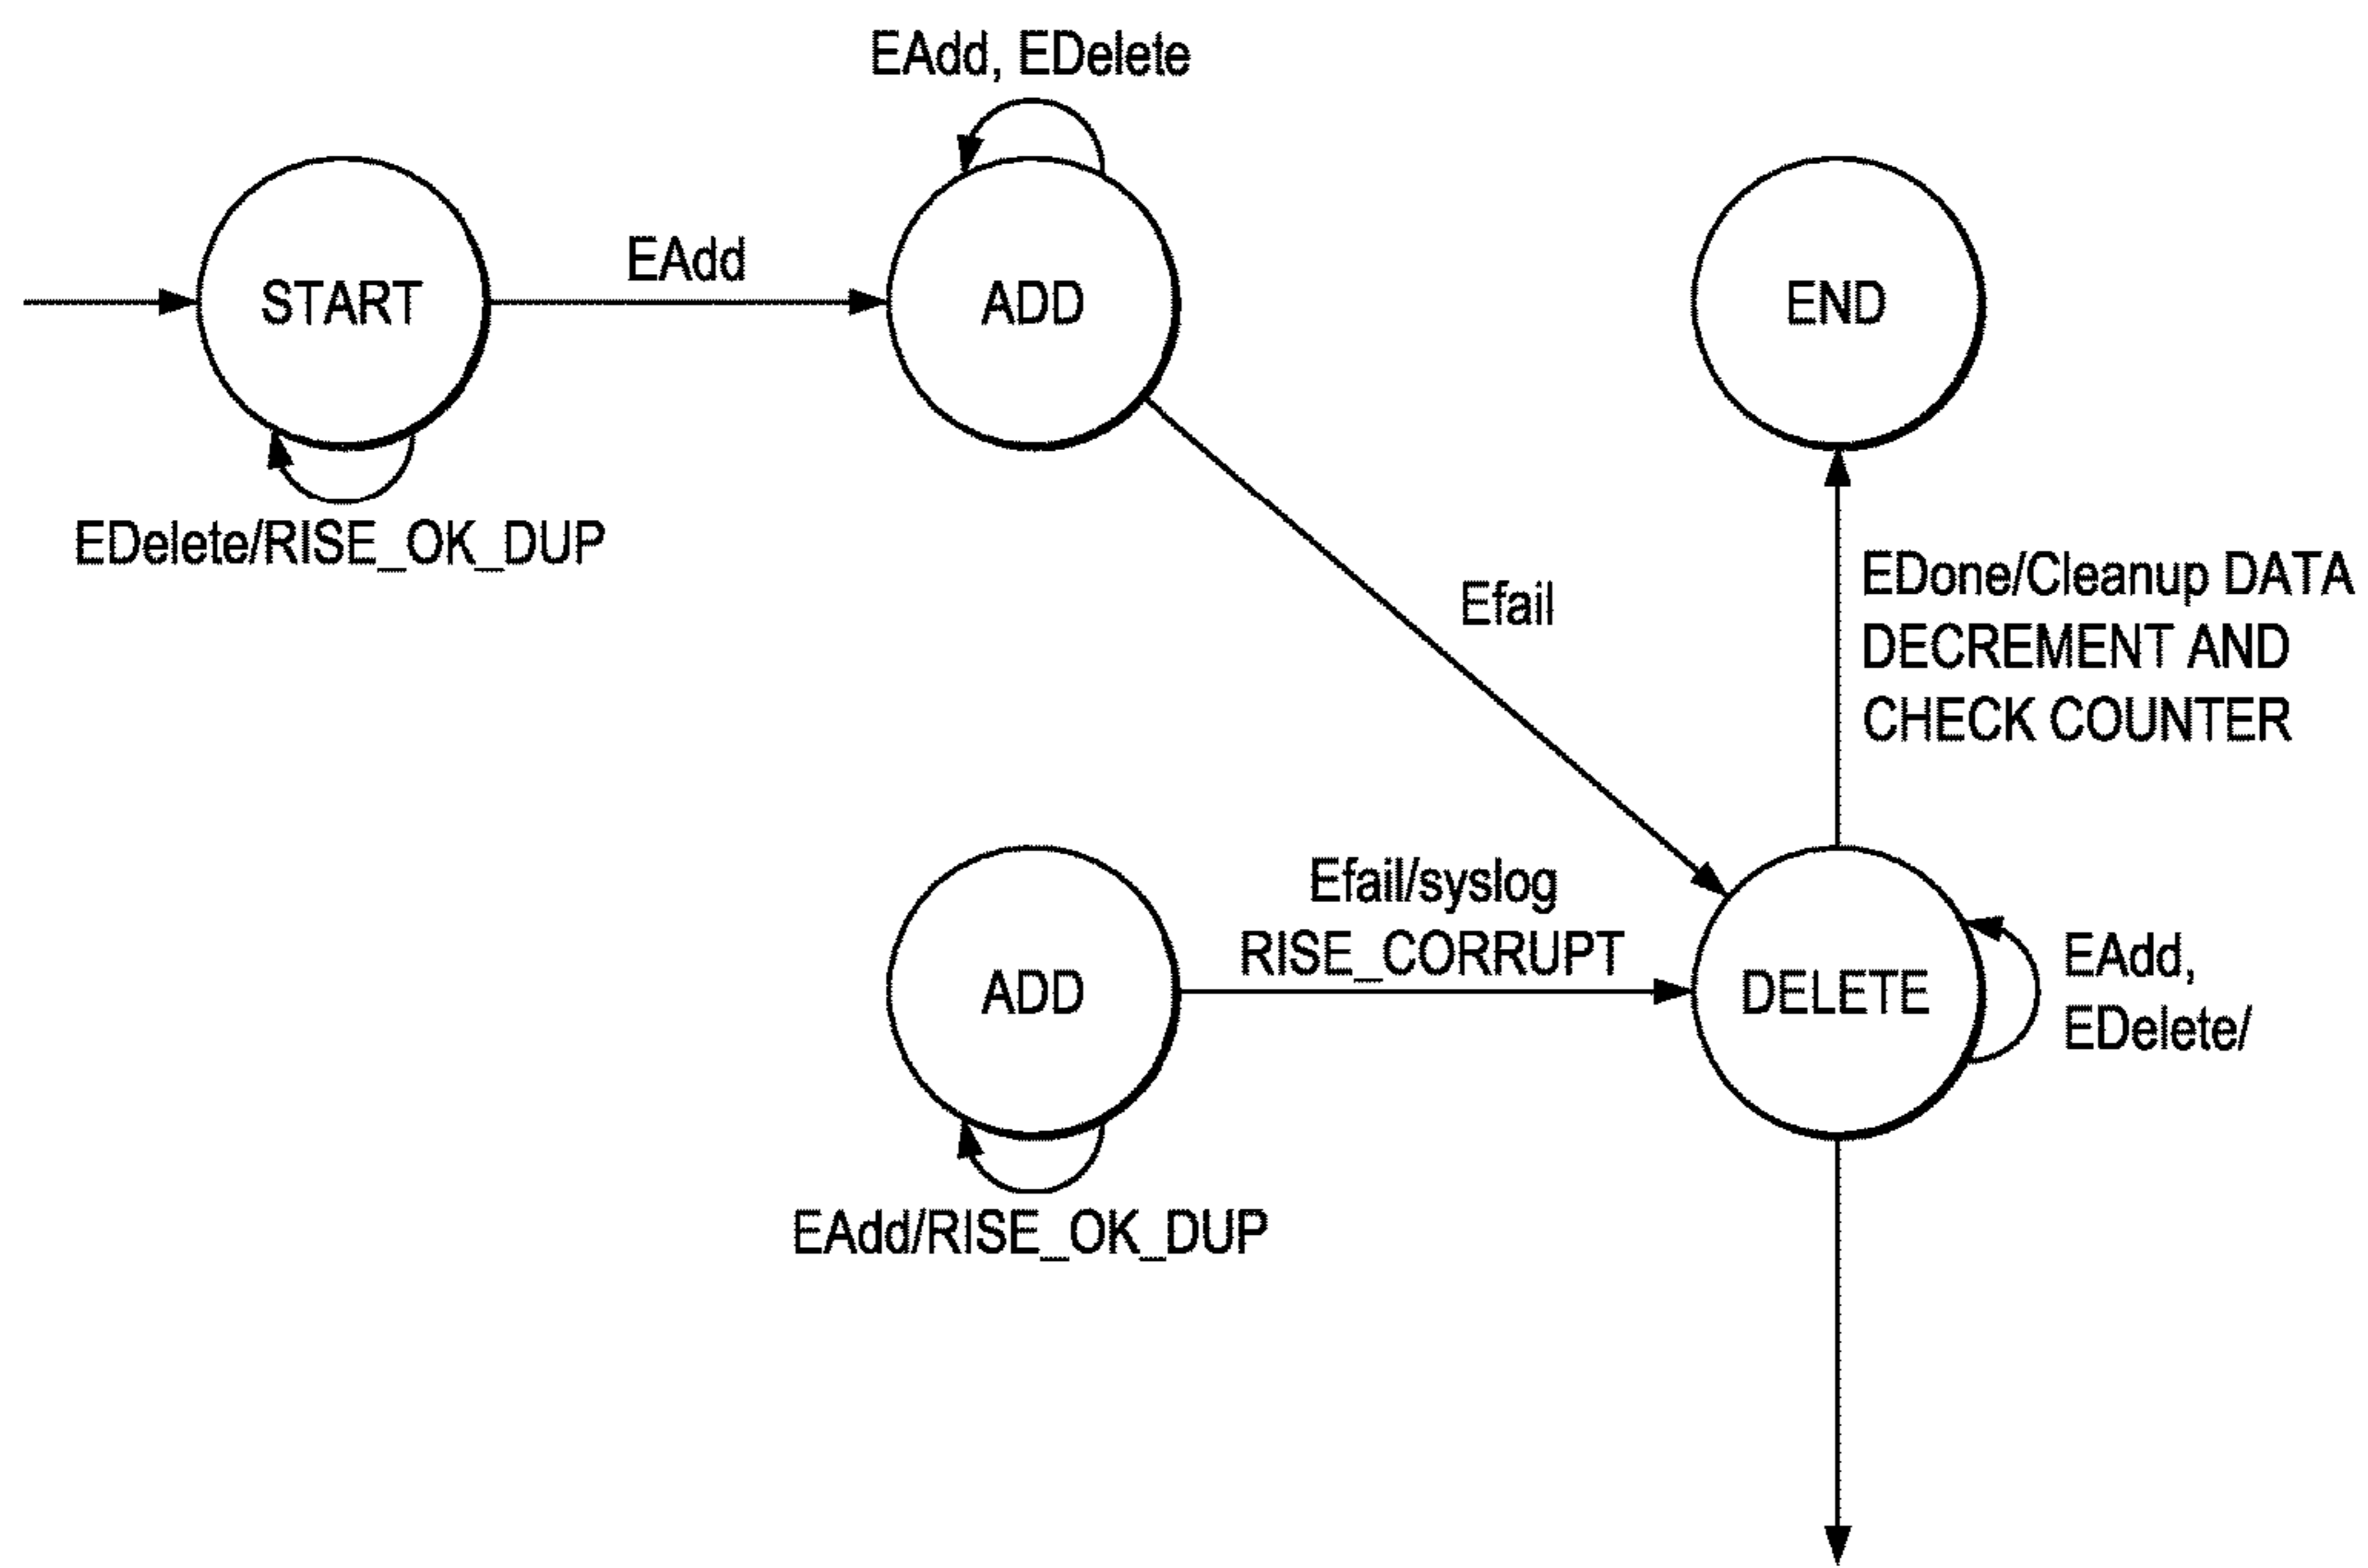 EAdd, EDelete
EAdd
START
ADD
END
EDelete/RISE_OK_DUP
Efail
EDone/Cleanup DATA
DECREMENT AND
CHECK COUNTER
Efail/syslog
RISE_CORRUPT
ADD
DELETE
EAdd,
EDelete/
EAdd/RISE_OK_DUP